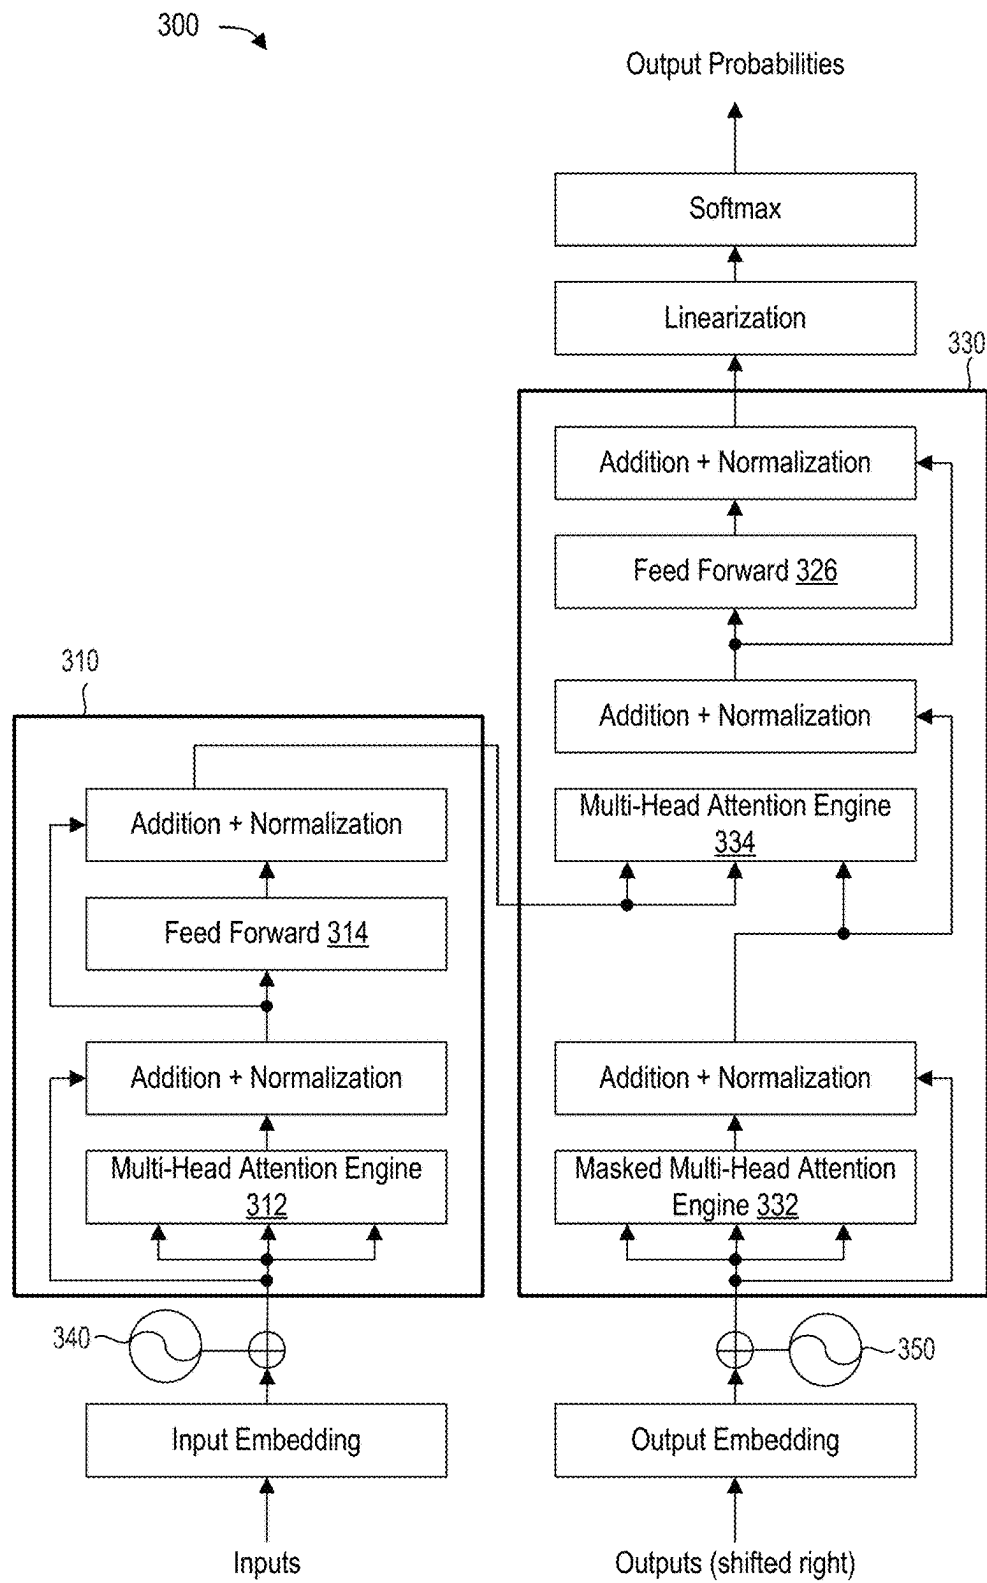 300
Output Probabilities
Softmax
Linearization
330
Addition + Normalization
Feed Forward 326
Addition + Normalization
Multi-Head Attention Engine
334
310
Addition + Normalization
Feed Forward 314
Addition + Normalization
Multi-Head Attention Engine
312
Addition + Normalization
Masked Multi-Head Attention
Engine 332
340
350
Input Embedding
Output Embedding
Inputs
Outputs (shifted right)